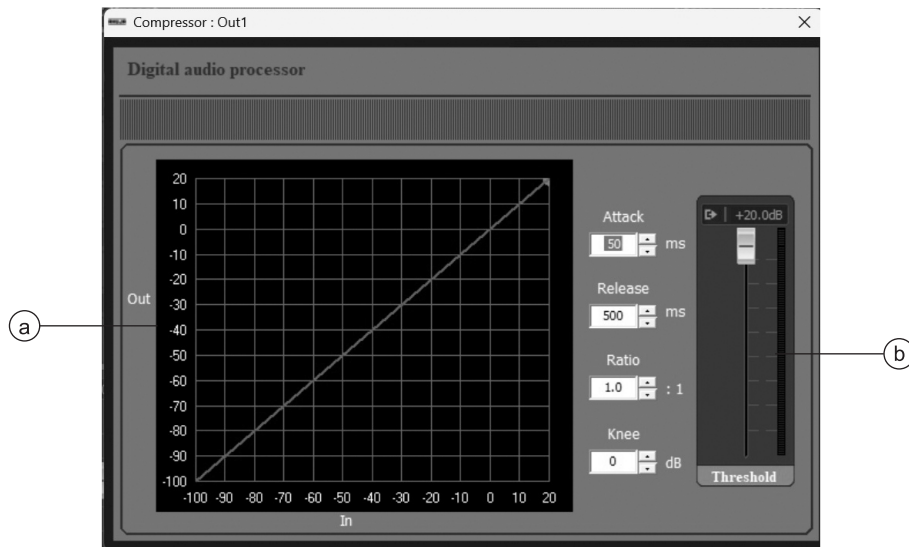 Compressor : Out1
Digital audio processor
20
10
0
-10
-20
-30
-40
-50
-60
-70
-80
-90
-100
Out
-100 -90 -80 -70 -60 -50 -40 -30 -20 -10 0 10 20
In
Attack
50 ms
Release
500 ms
Ratio
1.0 : 1
Knee
0 dB
+20.0dB
Threshold
a
b